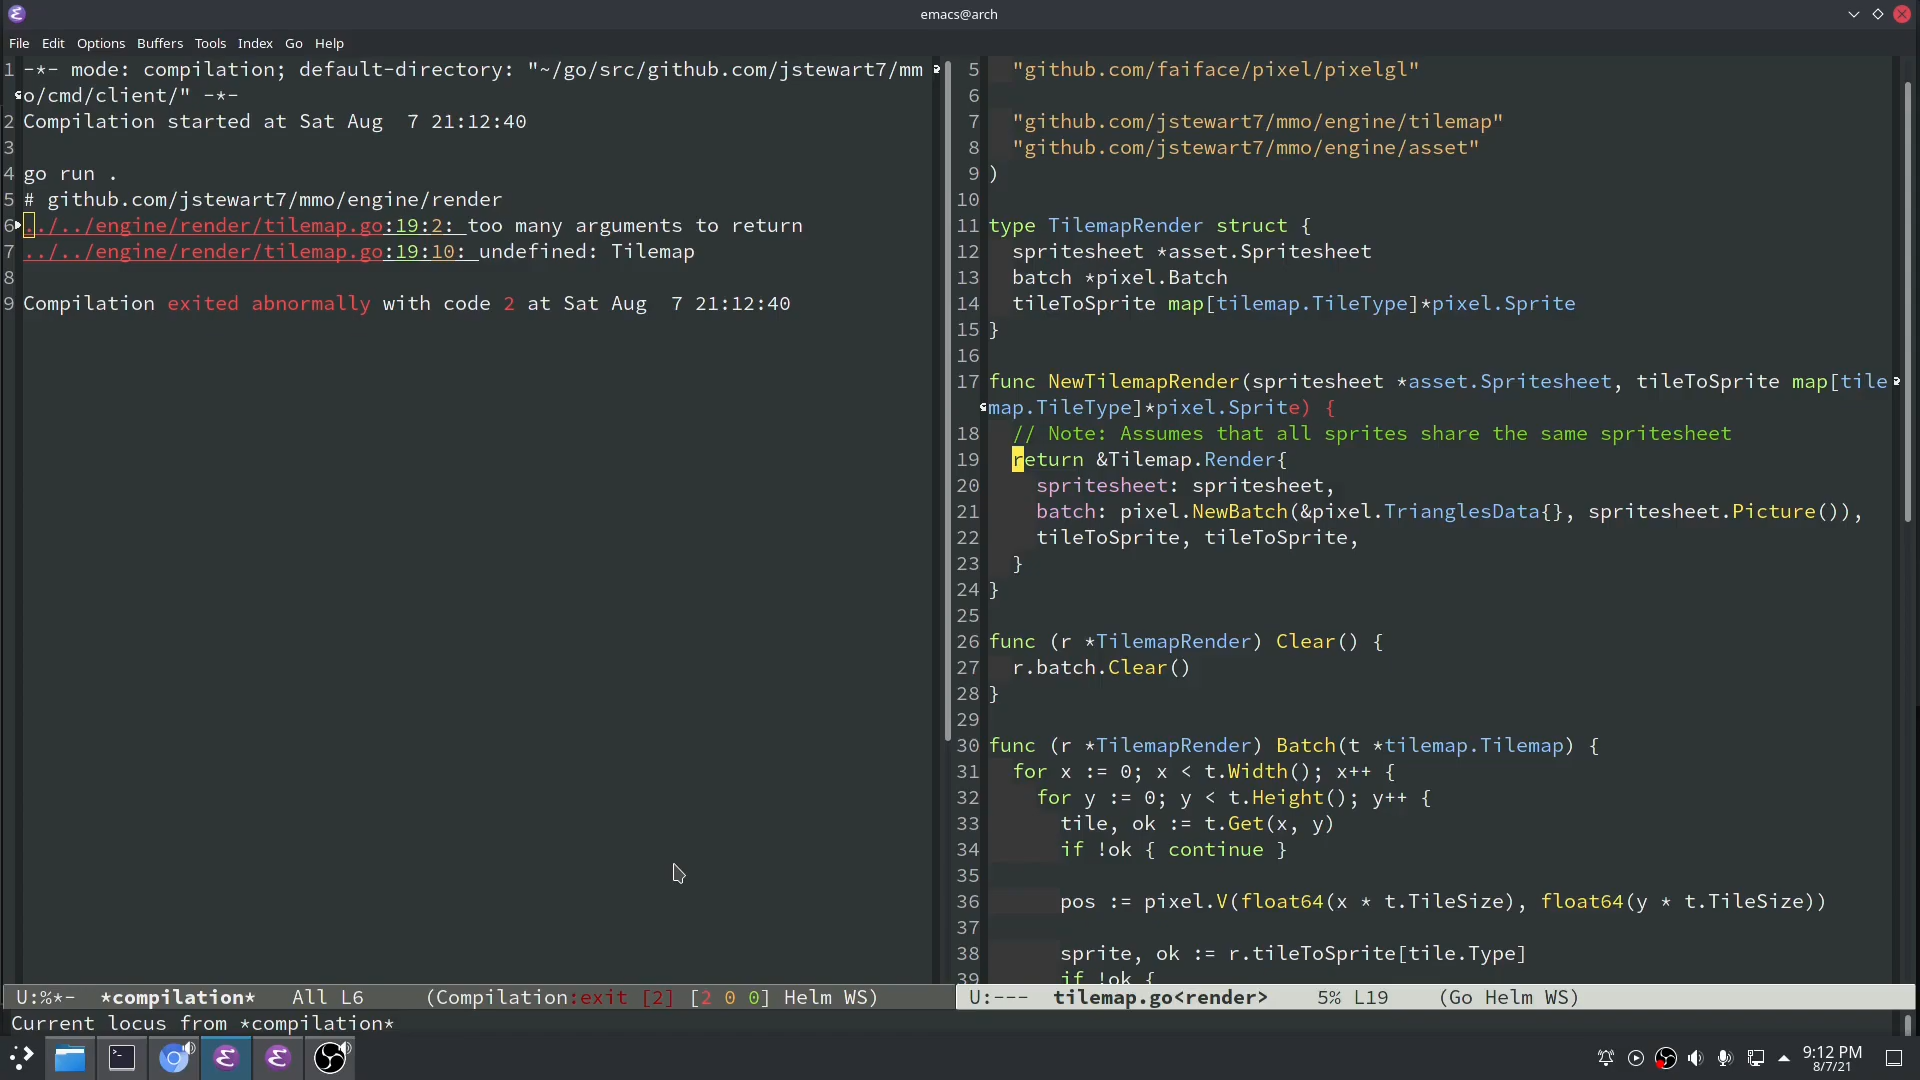 emacs@arch
File Edit Options Buffers Tools Index Go Help
1 -*- mode: compilation; default-directory: "~/go/src/github.com/jstewart7/mm
o/cmd/client/" -*-
2 Compilation started at Sat Aug  7 21:12:40
3
4 go run .
5 # github.com/jstewart7/mmo/engine/render
6 ../../engine/render/tilemap.go:19:2: too many arguments to return
7 ../../engine/render/tilemap.go:19:10: undefined: Tilemap
8
9 Compilation exited abnormally with code 2 at Sat Aug  7 21:12:40
U:%*-  *compilation*   All L6     (Compilation:exit [2] [2 0 0] Helm WS)
5   "github.com/faiface/pixel/pixelgl"
6
7   "github.com/jstewart7/mmo/engine/tilemap"
8   "github.com/jstewart7/mmo/engine/asset"
9 )
10
11 type TilemapRender struct {
12   spritesheet *asset.Spritesheet
13   batch *pixel.Batch
14   tileToSprite map[tilemap.TileType]*pixel.Sprite
15 }
16
17 func NewTilemapRender(spritesheet *asset.Spritesheet, tileToSprite map[tile
map.TileType]*pixel.Sprite) {
18   // Note: Assumes that all sprites share the same spritesheet
19   return &Tilemap.Render{
20     spritesheet: spritesheet,
21     batch: pixel.NewBatch(&pixel.TrianglesData{}, spritesheet.Picture()),
22     tileToSprite, tileToSprite,
23   }
24 }
25
26 func (r *TilemapRender) Clear() {
27   r.batch.Clear()
28 }
29
30 func (r *TilemapRender) Batch(t *tilemap.Tilemap) {
31   for x := 0; x < t.Width(); x++ {
32     for y := 0; y < t.Height(); y++ {
33       tile, ok := t.Get(x, y)
34       if !ok { continue }
35
36       pos := pixel.V(float64(x * t.TileSize), float64(y * t.TileSize))
37
38       sprite, ok := r.tileToSprite[tile.Type]
39       if !ok {
U:---  tilemap.go<render>    5% L19    (Go Helm WS)
Current locus from *compilation*
9:12 PM
8/7/21